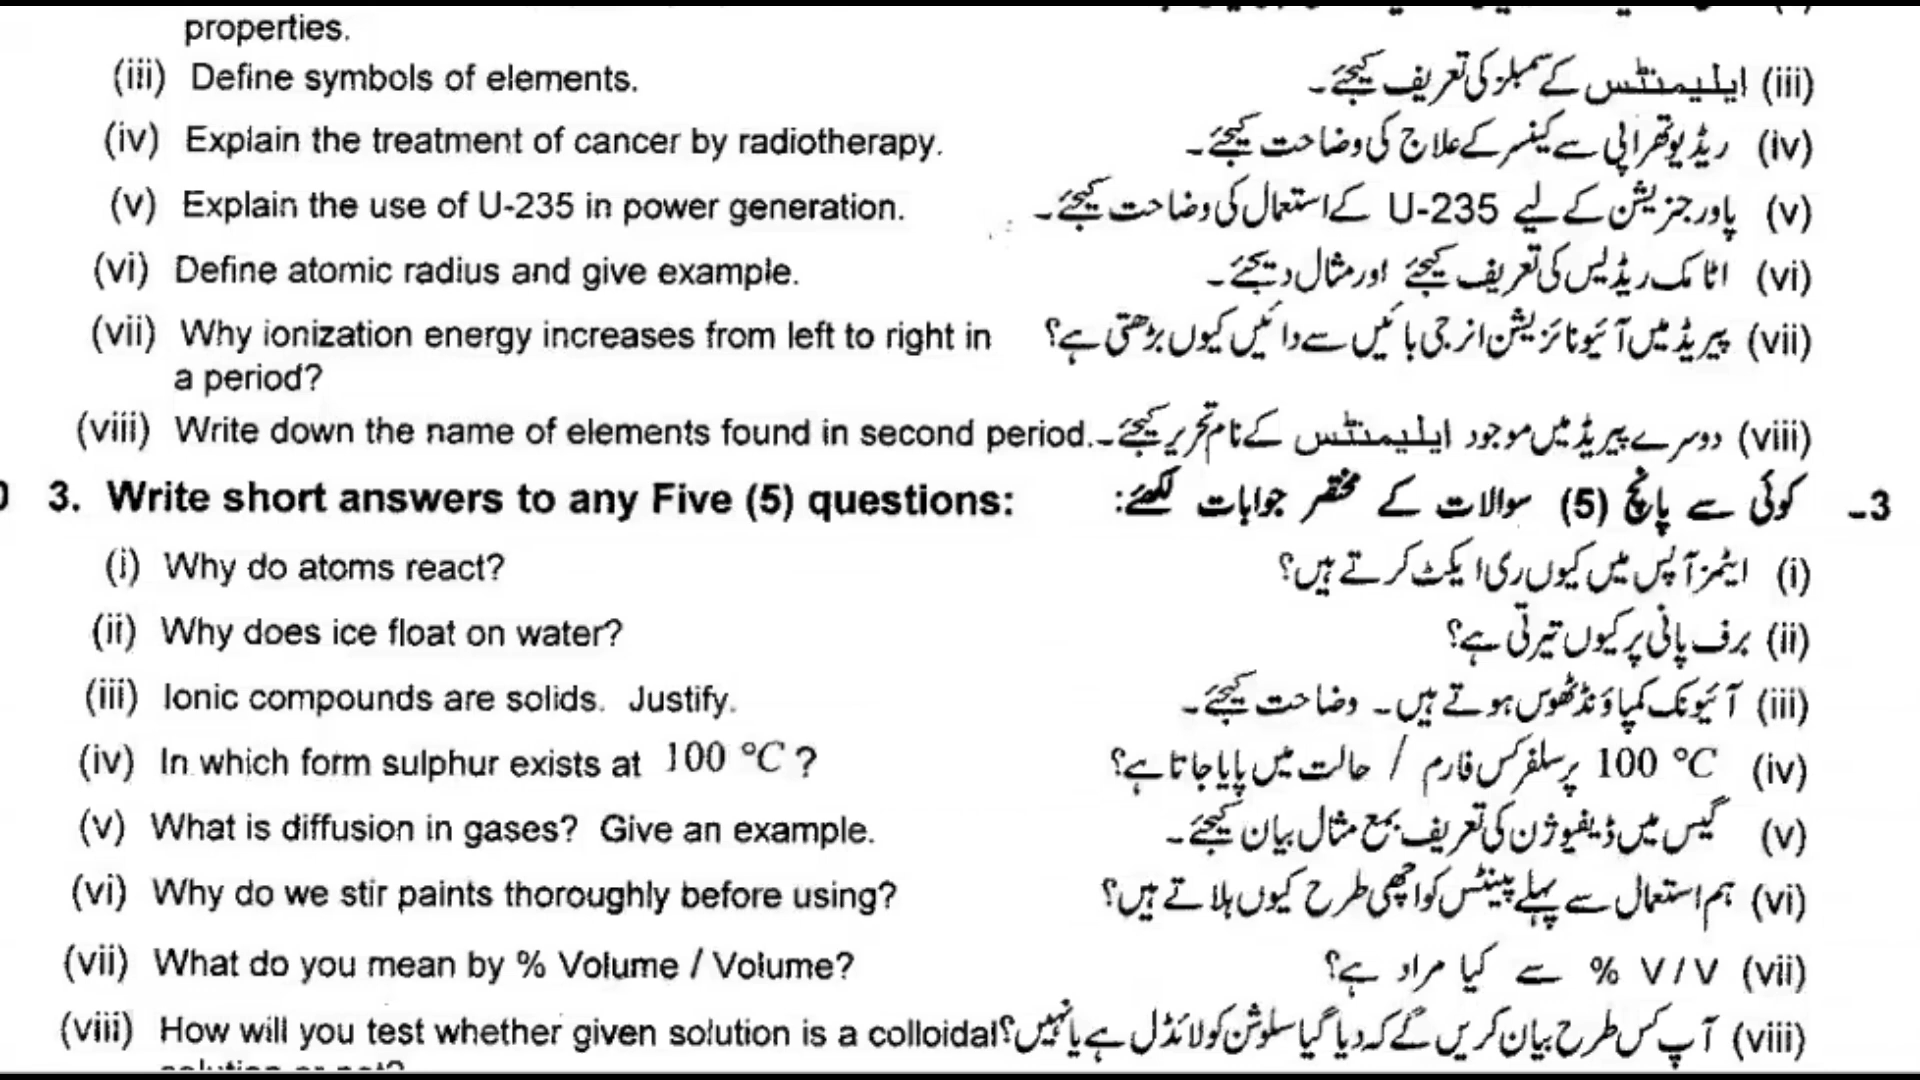 properties.
(iii) Define symbols of elements. (iii) ایلیمنٹس کے سمبلز کی تعریف کیجئے۔
(iv) Explain the treatment of cancer by radiotherapy. (iv) ریڈیوتھراپی سے کینسر کے علاج کی وضاحت کیجئے۔
(v) Explain the use of U-235 in power generation. (v) پاور جنریشن کے لیے U-235 کے استعمال کی وضاحت کیجئے۔
(vi) Define atomic radius and give example. (vi) اٹامک ریڈیس کی تعریف کیجئے اور مثال دیجئے۔
(vii) Why ionization energy increases from left to right in (vii) پیریڈ میں آئیونائزیشن انرجی بائیں سے دائیں کیوں بڑھتی ہے؟
a period?
(viii) Write down the name of elements found in second period. (viii) دوسرے پیریڈ میں موجود ایلیمنٹس کے نام تحریر کیجئے۔
3. Write short answers to any Five (5) questions: 3- کوئی سے پانچ (5) سوالات کے مختصر جوابات لکھئے:
(i) Why do atoms react? (i) ایٹمز آپس میں کیوں ری ایکٹ کرتے ہیں؟
(ii) Why does ice float on water? (ii) برف پانی پر کیوں تیرتی ہے؟
(iii) Ionic compounds are solids. Justify. (iii) آئیونک کمپاؤنڈ ٹھوس ہوتے ہیں۔ وضاحت کیجئے۔
(iv) In which form sulphur exists at 100 °C ? (iv) 100 °C پر سلفر کس فارم / حالت میں پایا جاتا ہے؟
(v) What is diffusion in gases? Give an example. (v) گیس میں ڈیفیوژن کی تعریف بمع مثال بیان کیجئے۔
(vi) Why do we stir paints thoroughly before using? (vi) ہم استعمال سے پہلے پینٹس کو اچھی طرح کیوں ہلاتے ہیں؟
(vii) What do you mean by % Volume / Volume? (vii) % V / V سے کیا مراد ہے؟
(viii) How will you test whether given solution is a colloidal (viii) آپ کس طرح بیان کریں گے کہ دیا گیا سلوشن کولائڈل ہے یا نہیں؟